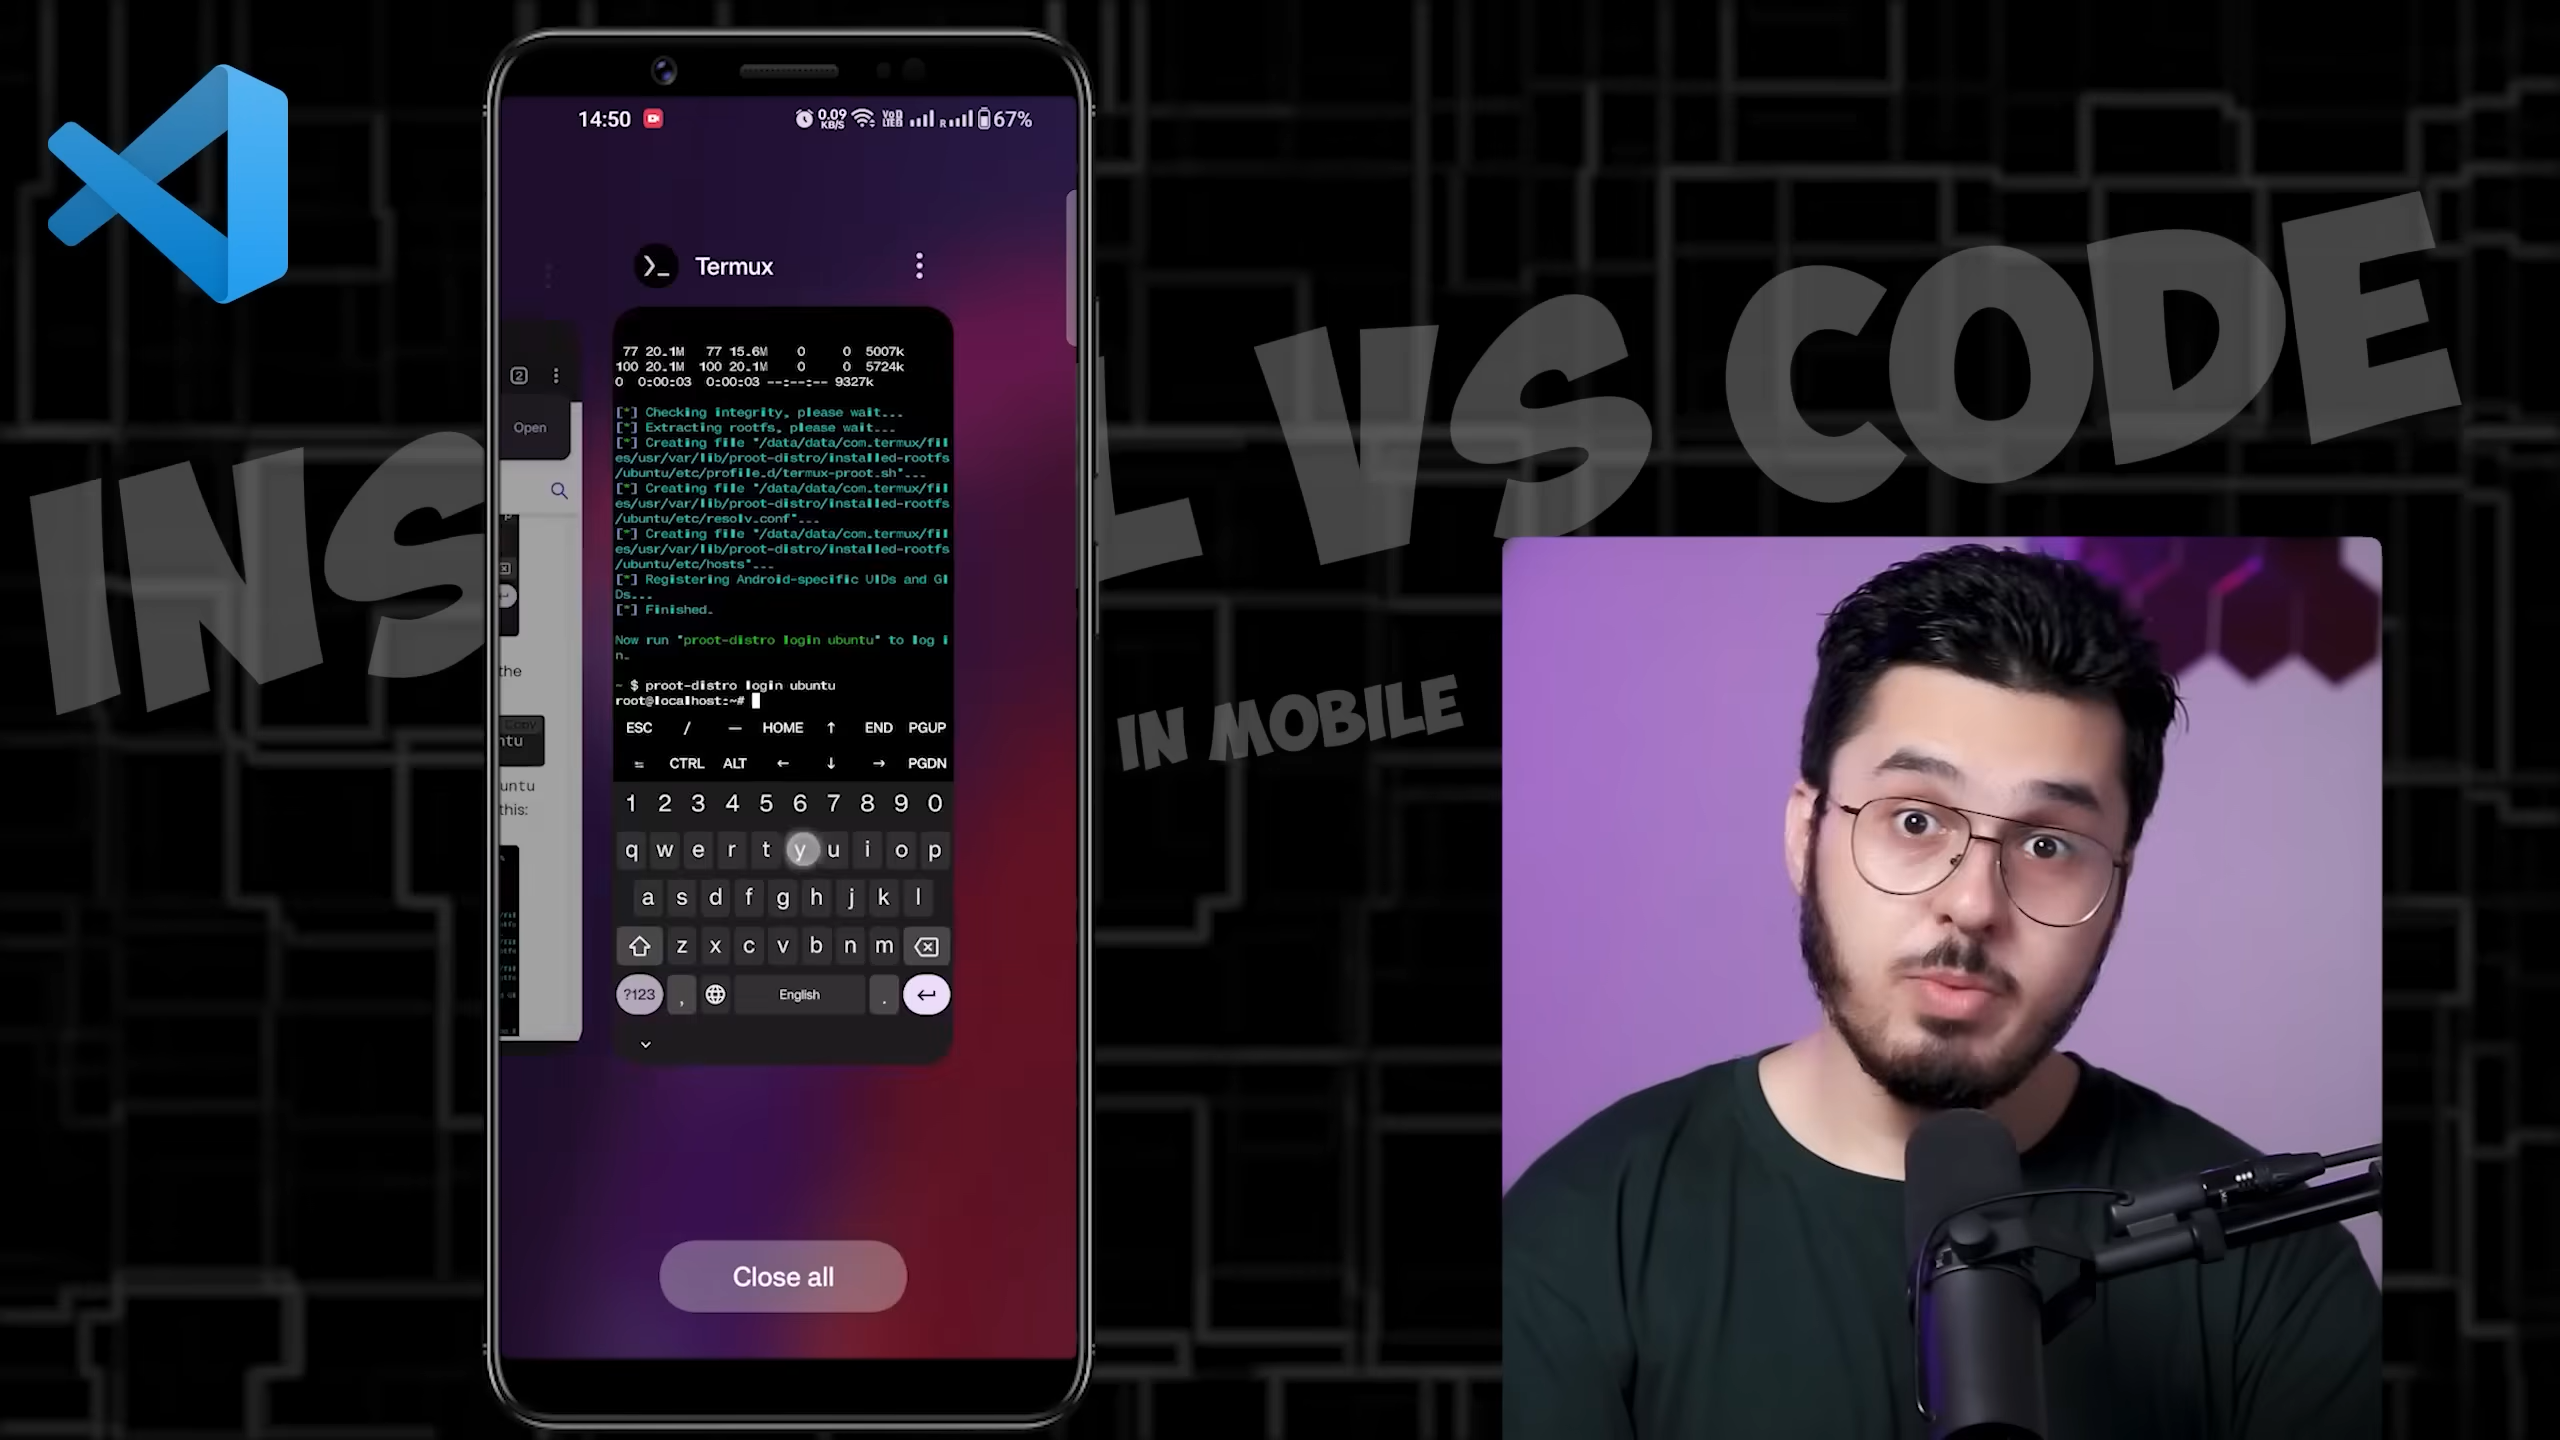 INS L VS CODE
IN MOBILE
14:50
0.09
KB/S
67%
Termux
77 20.1M 77 15.6M 0 0 5007k
100 20.1M 100 20.1M 0 0 5724k
0 0:00:03 0:00:03 --:--:-- 9327k
[*] Checking integrity, please wait...
[*] Extracting rootfs, please wait...
[*] Creating file "/data/data/com.termux/fil
es/usr/var/lib/proot-distro/installed-rootfs
/ubuntu/etc/profile.d/termux-proot.sh"...
[*] Creating file "/data/data/com.termux/fil
es/usr/var/lib/proot-distro/installed-rootfs
/ubuntu/etc/resolv.conf"...
[*] Creating file "/data/data/com.termux/fil
es/usr/var/lib/proot-distro/installed-rootfs
/ubuntu/etc/hosts"...
[*] Registering Android-specific UIDs and GI
Ds...
[*] Finished.
Now run "proot-distro login ubuntu" to log i
n.
~ $ proot-distro login ubuntu
root@localhost:~#
ESC / — HOME ↑ END PGUP
CTRL ALT ← ↓ → PGDN
1 2 3 4 5 6 7 8 9 0
q w e r t y u i o p
a s d f g h j k l
z x c v b n m
?123 , English .
2
Open
the
Copy
ntu
untu
this:
Close all